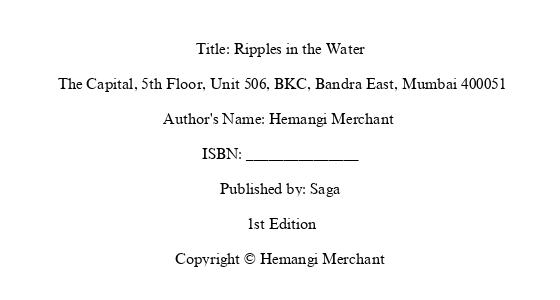 Title: Ripples in the Water
The Capital, 5th Floor, Unit 506, BKC, Bandra East, Mumbai 400051
Author's Name: Hemangi Merchant
ISBN: _______________
Published by: Saga
1st Edition
Copyright © Hemangi Merchant